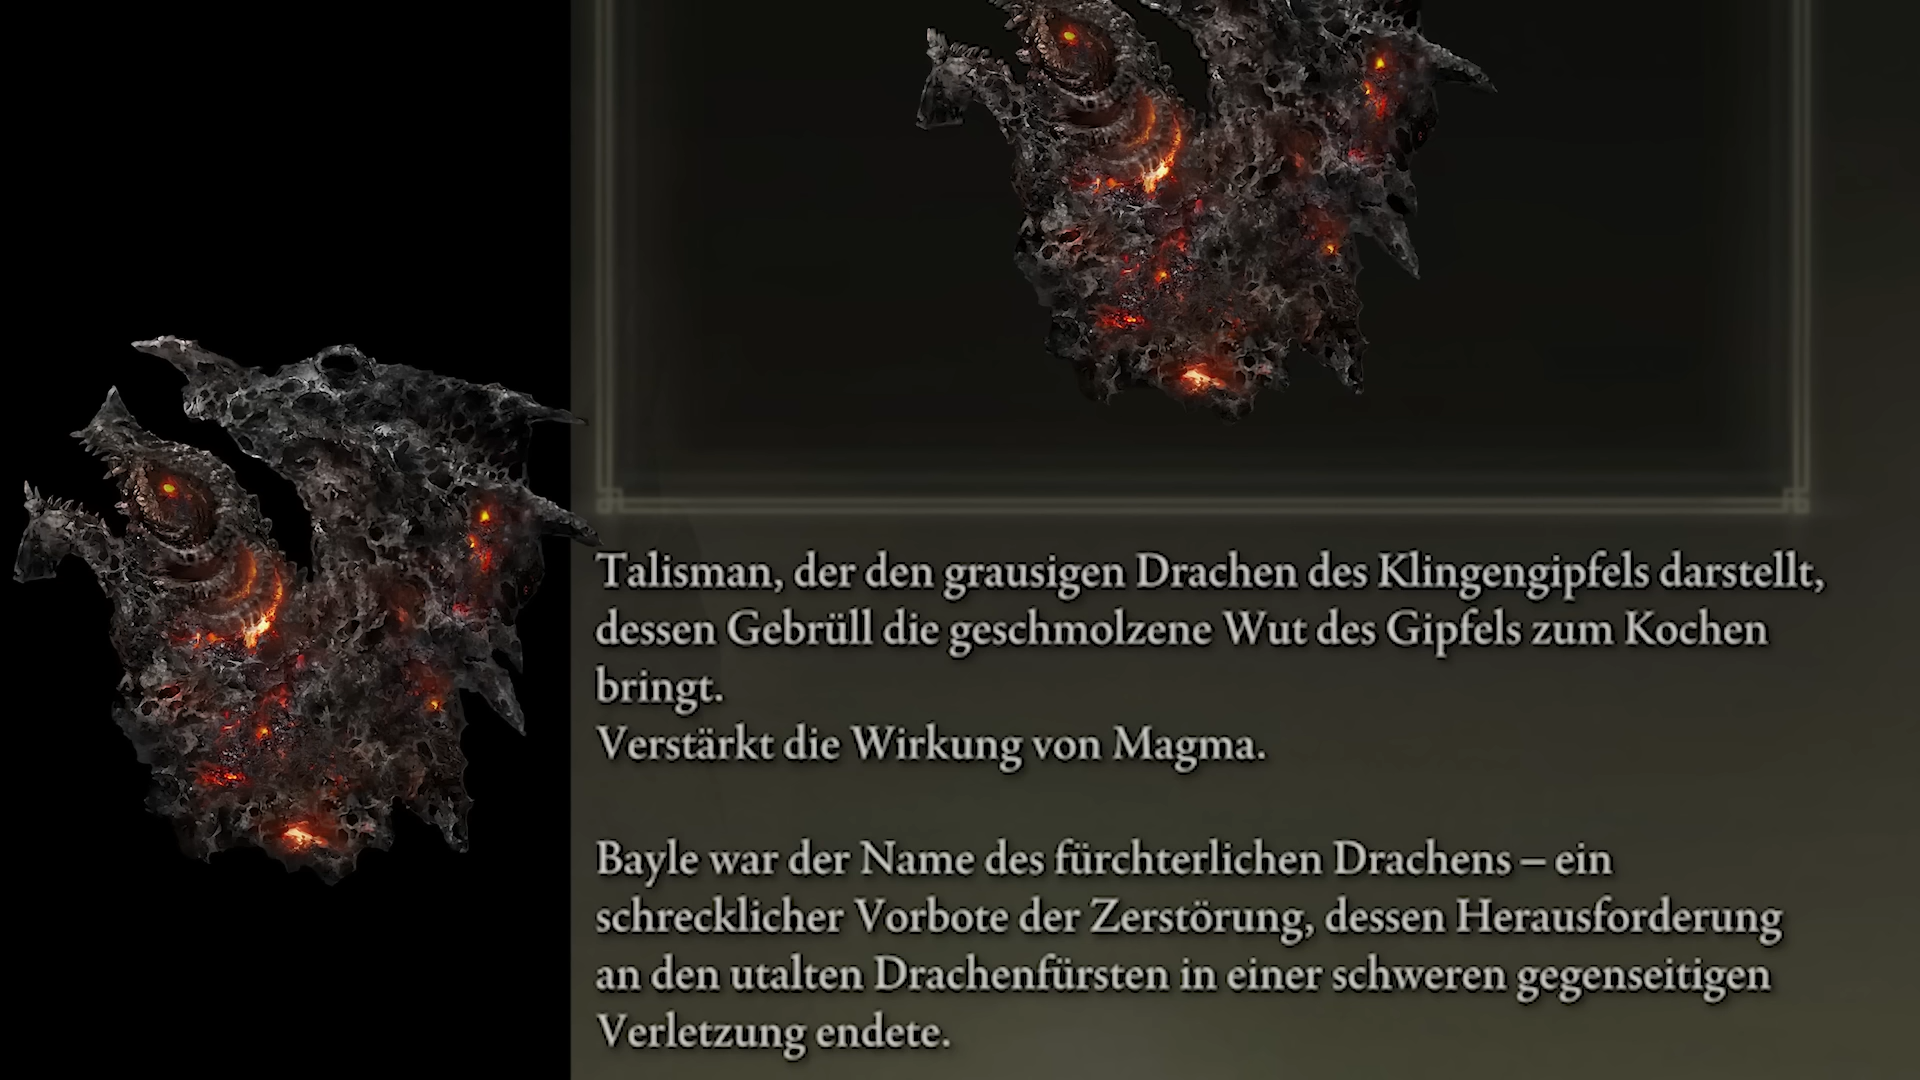 Talisman, der den grausigen Drachen des Klingengipfels darstellt,
dessen Gebrüll die geschmolzene Wut des Gipfels zum Kochen
bringt.
Verstärkt die Wirkung von Magma.
Bayle war der Name des fürchterlichen Drachens – ein
schrecklicher Vorbote der Zerstörung, dessen Herausforderung
an den utalten Drachenfürsten in einer schweren gegenseitigen
Verletzung endete.